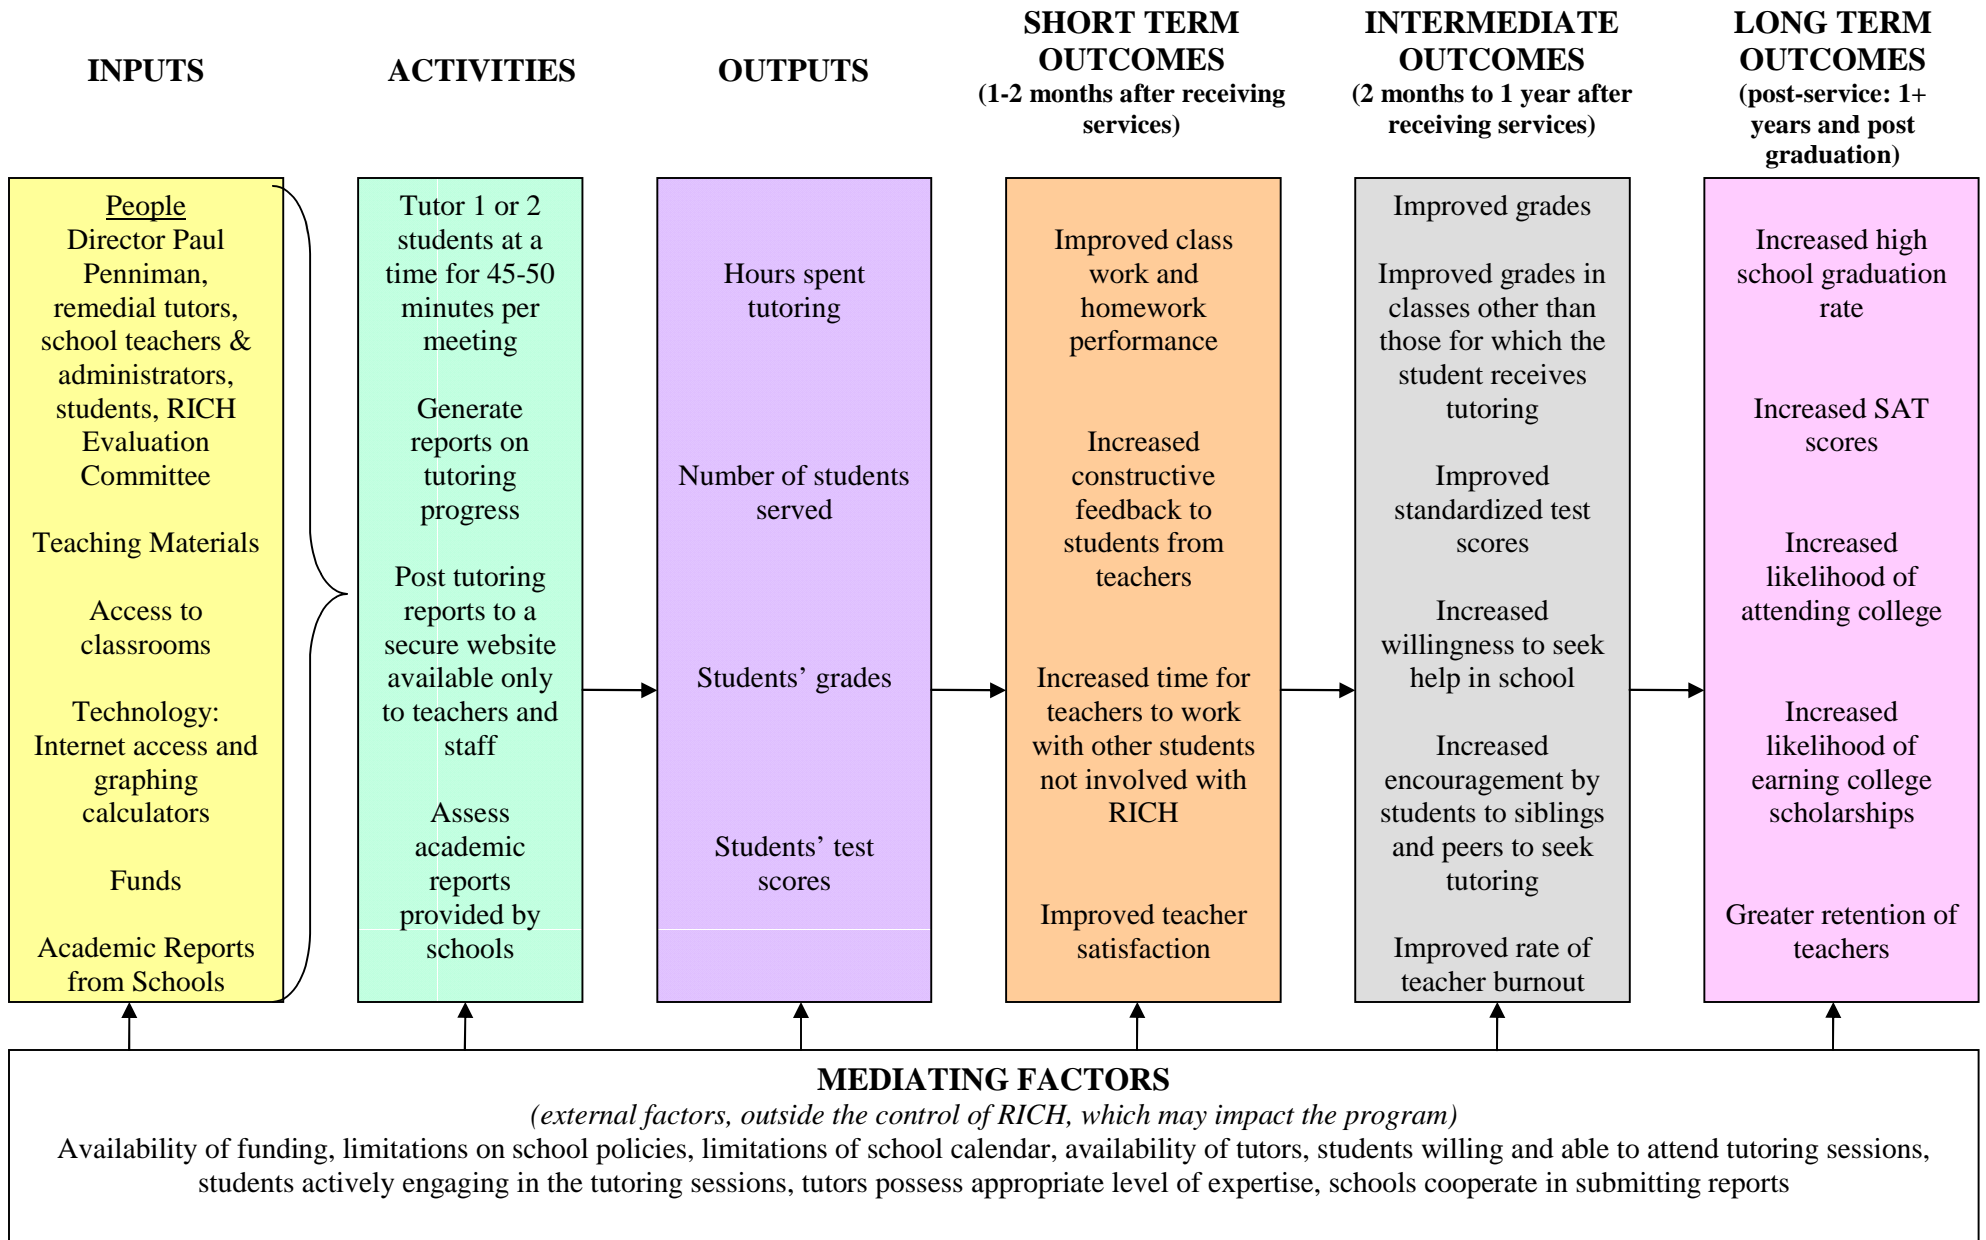 INPUTS
ACTIVITIES
OUTPUTS
SHORT TERM
OUTCOMES
(1-2 months after receiving
services)
INTERMEDIATE
OUTCOMES
(2 months to 1 year after
receiving services)
LONG TERM
OUTCOMES
(post-service: 1+
years and post
graduation)
People
Director Paul
Penniman,
remedial tutors,
school teachers &
administrators,
students, RICH
Evaluation
Committee
Teaching Materials
Access to
classrooms
Technology:
Internet access and
graphing
calculators
Funds
Academic Reports
from Schools
Tutor 1 or 2
students at a
time for 45-50
minutes per
meeting
Generate
reports on
tutoring
progress
Post tutoring
reports to a
secure website
available only
to teachers and
staff
Assess
academic
reports
provided by
schools
Hours spent
tutoring
Number of students
served
Students’ grades
Students’ test
scores
Improved class
work and
homework
performance
Increased
constructive
feedback to
students from
teachers
Increased time for
teachers to work
with other students
not involved with
RICH
Improved teacher
satisfaction
Improved grades
Improved grades in
classes other than
those for which the
student receives
tutoring
Improved
standardized test
scores
Increased
willingness to seek
help in school
Increased
encouragement by
students to siblings
and peers to seek
tutoring
Improved rate of
teacher burnout
Increased high
school graduation
rate
Increased SAT
scores
Increased
likelihood of
attending college
Increased
likelihood of
earning college
scholarships
Greater retention of
teachers
MEDIATING FACTORS
(external factors, outside the control of RICH, which may impact the program)
Availability of funding, limitations on school policies, limitations of school calendar, availability of tutors, students willing and able to attend tutoring sessions,
students actively engaging in the tutoring sessions, tutors possess appropriate level of expertise, schools cooperate in submitting reports